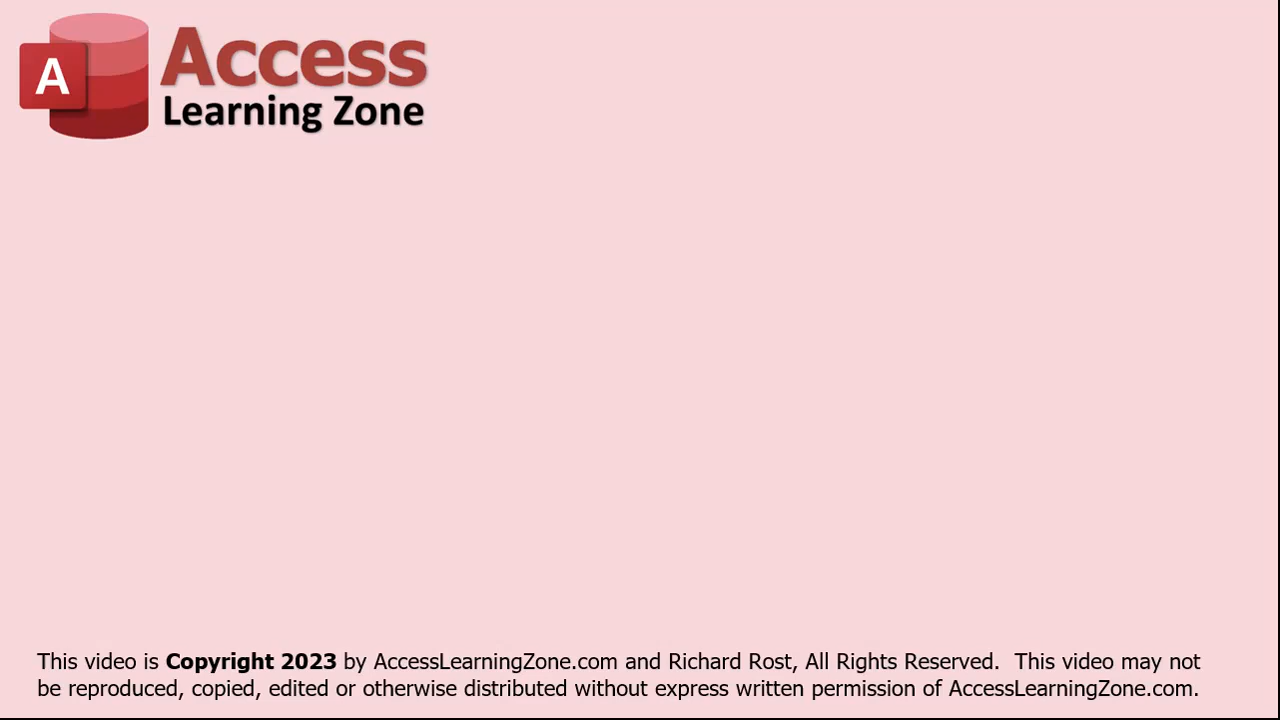 A
Access
Learning Zone
This video is Copyright 2023 by AccessLearningZone.com and Richard Rost, All Rights Reserved.  This video may not
be reproduced, copied, edited or otherwise distributed without express written permission of AccessLearningZone.com.